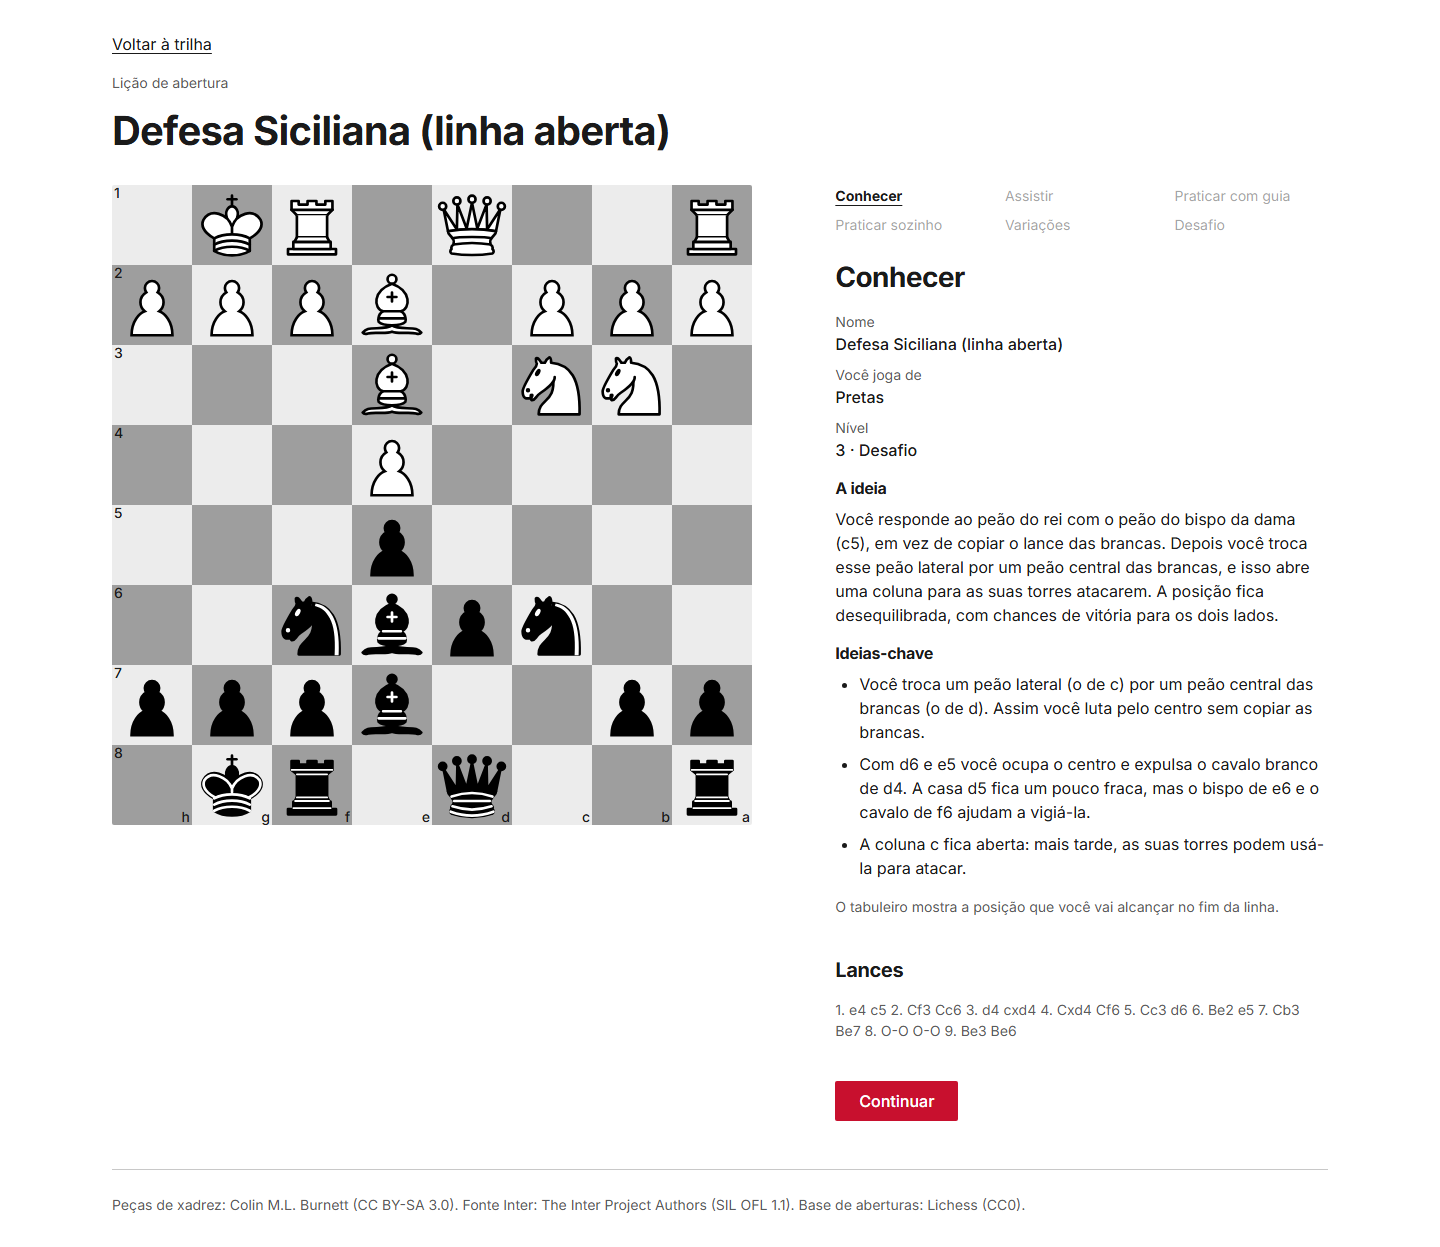 Voltar à trilha
Lição de abertura
Defesa Siciliana (linha aberta)
1
2
3
4
5
6
7
8
h g f e d c b a
Conhecer Assistir Praticar com guia
Praticar sozinho Variações Desafio
Conhecer
Nome
Defesa Siciliana (linha aberta)
Você joga de
Pretas
Nível
3 · Desafio
A ideia
Você responde ao peão do rei com o peão do bispo da dama
(c5), em vez de copiar o lance das brancas. Depois você troca
esse peão lateral por um peão central das brancas, e isso abre
uma coluna para as suas torres atacarem. A posição fica
desequilibrada, com chances de vitória para os dois lados.
Ideias-chave
• Você troca um peão lateral (o de c) por um peão central das
brancas (o de d). Assim você luta pelo centro sem copiar as
brancas.
• Com d6 e e5 você ocupa o centro e expulsa o cavalo branco
de d4. A casa d5 fica um pouco fraca, mas o bispo de e6 e o
cavalo de f6 ajudam a vigiá-la.
• A coluna c fica aberta: mais tarde, as suas torres podem usá-
la para atacar.
O tabuleiro mostra a posição que você vai alcançar no fim da linha.
Lances
1. e4 c5 2. Cf3 Cc6 3. d4 cxd4 4. Cxd4 Cf6 5. Cc3 d6 6. Be2 e5 7. Cb3
Be7 8. O-O O-O 9. Be3 Be6
Continuar
Peças de xadrez: Colin M.L. Burnett (CC BY-SA 3.0). Fonte Inter: The Inter Project Authors (SIL OFL 1.1). Base de aberturas: Lichess (CC0).